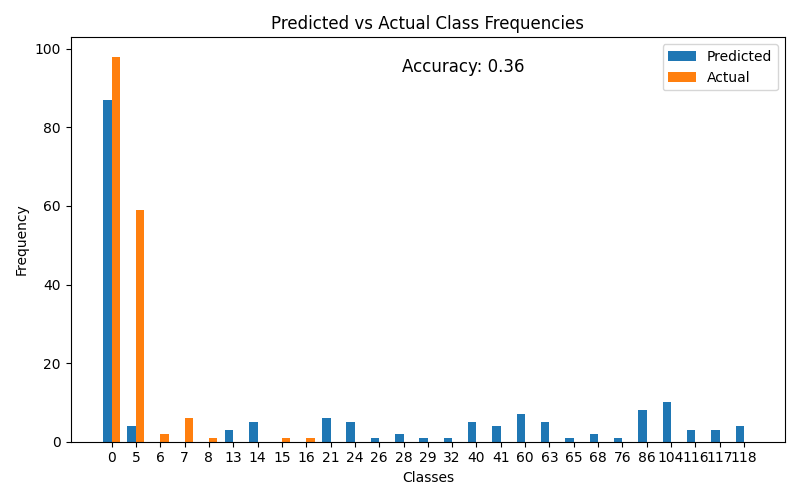 Predicted vs Actual Class Frequencies
Accuracy: 0.36
Predicted
Actual
100
80
60
40
20
0
Frequency
0 5 6 7 8 13 14 15 16 21 24 26 28 29 32 40 41 60 63 65 68 76 86 104 116 117 118
Classes